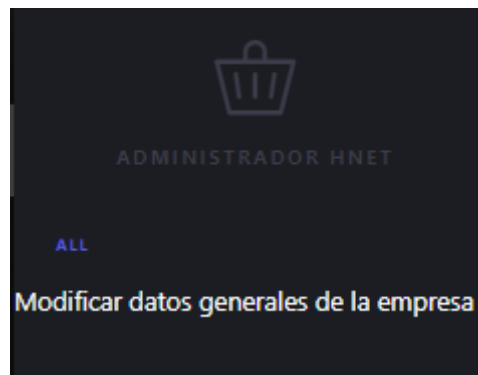 ADMINISTRADOR HNET
ALL
Modificar datos generales de la empresa